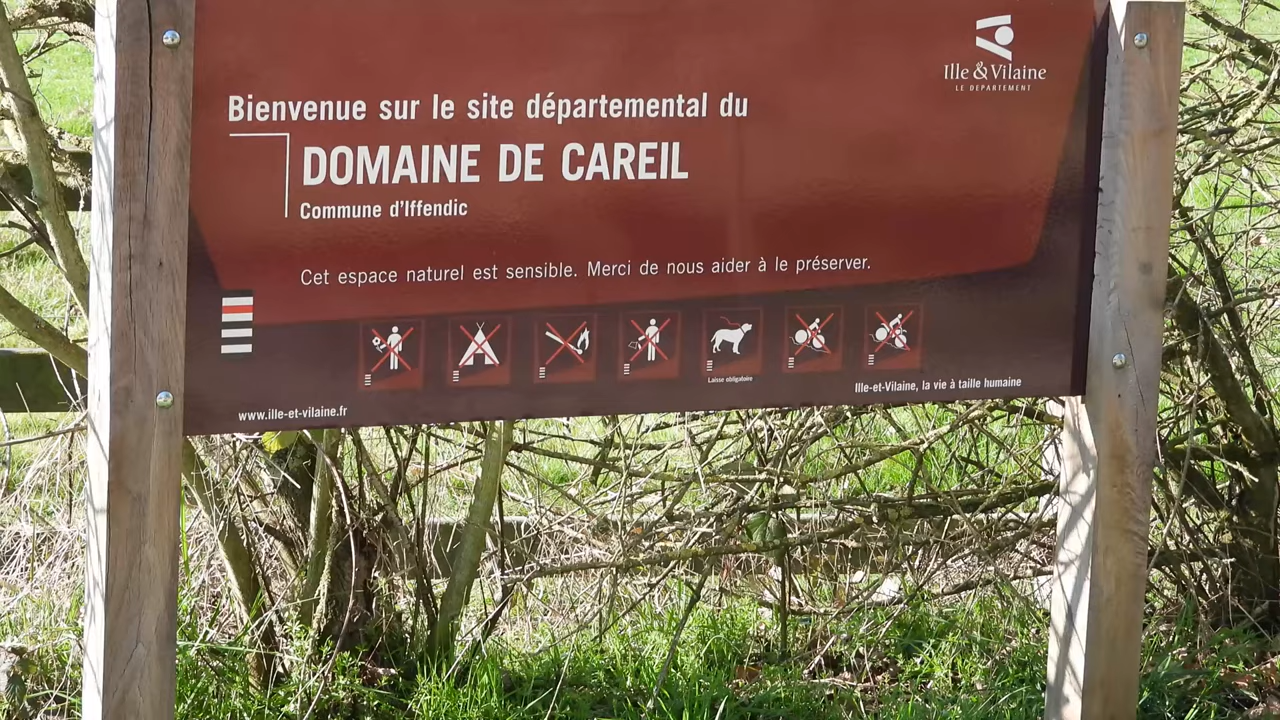 Ille & Vilaine
LE DEPARTEMENT
Bienvenue sur le site départemental du
DOMAINE DE CAREIL
Commune d'Iffendic
Cet espace naturel est sensible. Merci de nous aider à le préserver.
Laisse obligatoire
Ille-et-Vilaine, la vie à taille humaine
www.ille-et-vilaine.fr